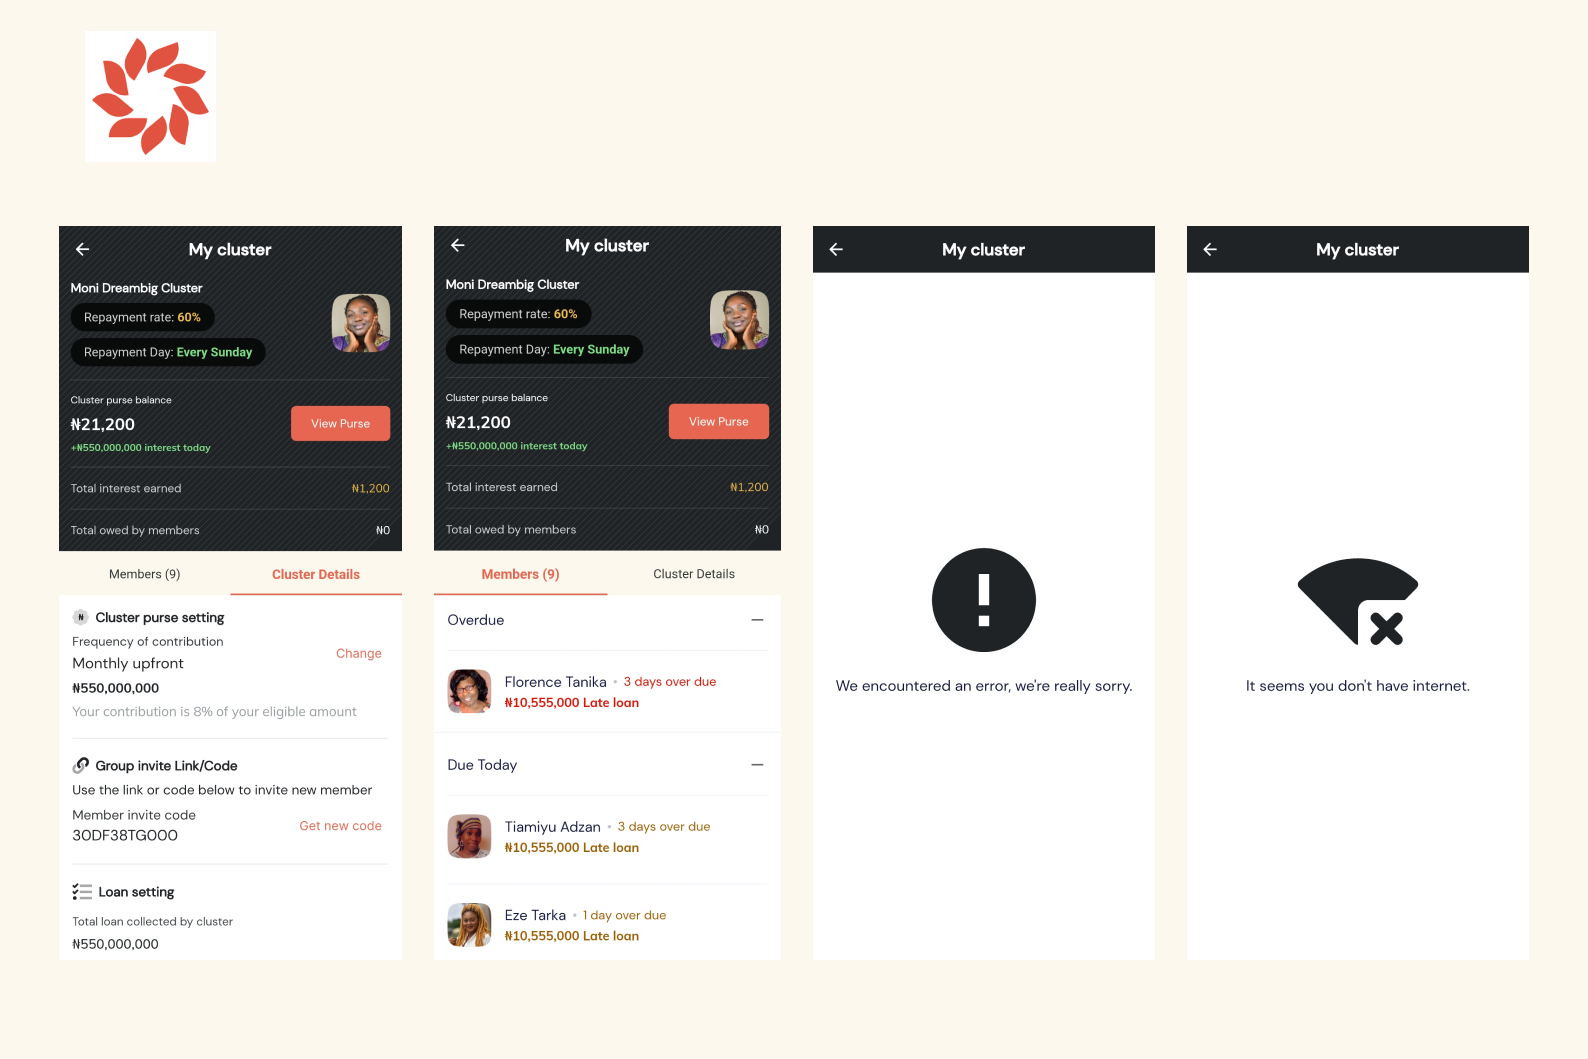 My cluster
Moni Dreambig Cluster
Repayment rate: 60%
Repayment Day: Every Sunday
Cluster purse balance
₦21,200
View Purse
+₦550,000,000 interest today
Total interest earned ₦1,200
Total owed by members ₦0
Members (9) Cluster Details
N
Cluster purse setting
Frequency of contribution
Change
Monthly upfront
₦550,000,000
Your contribution is 8% of your eligible amount
Group invite Link/Code
Use the link or code below to invite new member
Member invite code
Get new code
30DF38TG000
Loan setting
Total loan collected by cluster
₦550,000,000
My cluster
Moni Dreambig Cluster
Repayment rate: 60%
Repayment Day: Every Sunday
Cluster purse balance
₦21,200
View Purse
+₦550,000,000 interest today
Total interest earned ₦1,200
Total owed by members ₦0
Members (9) Cluster Details
Overdue
Florence Tanika • 3 days over due
₦10,555,000 Late loan
Due Today
Tiamiyu Adzan • 3 days over due
₦10,555,000 Late loan
Eze Tarka • 1 day over due
₦10,555,000 Late loan
My cluster
We encountered an error, we're really sorry.
My cluster
It seems you don't have internet.